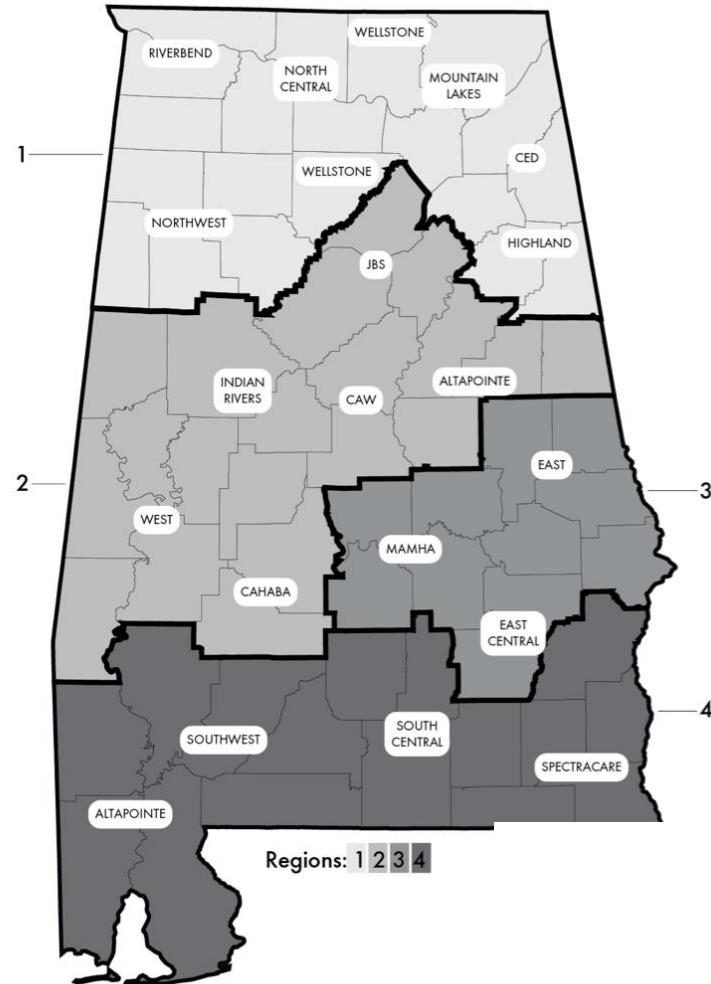 WELLSTONE
RIVERBEND
NORTH
CENTRAL
MOUNTAIN
LAKES
1
CED
WELLSTONE
NORTHWEST
HIGHLAND
JBS
INDIAN
RIVERS
ALTAPOINTE
CAW
EAST
2
3
WEST
MAMHA
CAHABA
EAST
CENTRAL
4
SOUTHWEST
SOUTH
CENTRAL
SPECTRACARE
ALTAPOINTE
Regions: 1 2 3 4